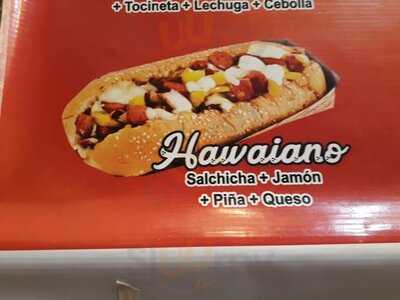 + Tocineta + Lechuga + Cebolla
Hawaiano
Salchicha + Jamón
+ Piña + Queso